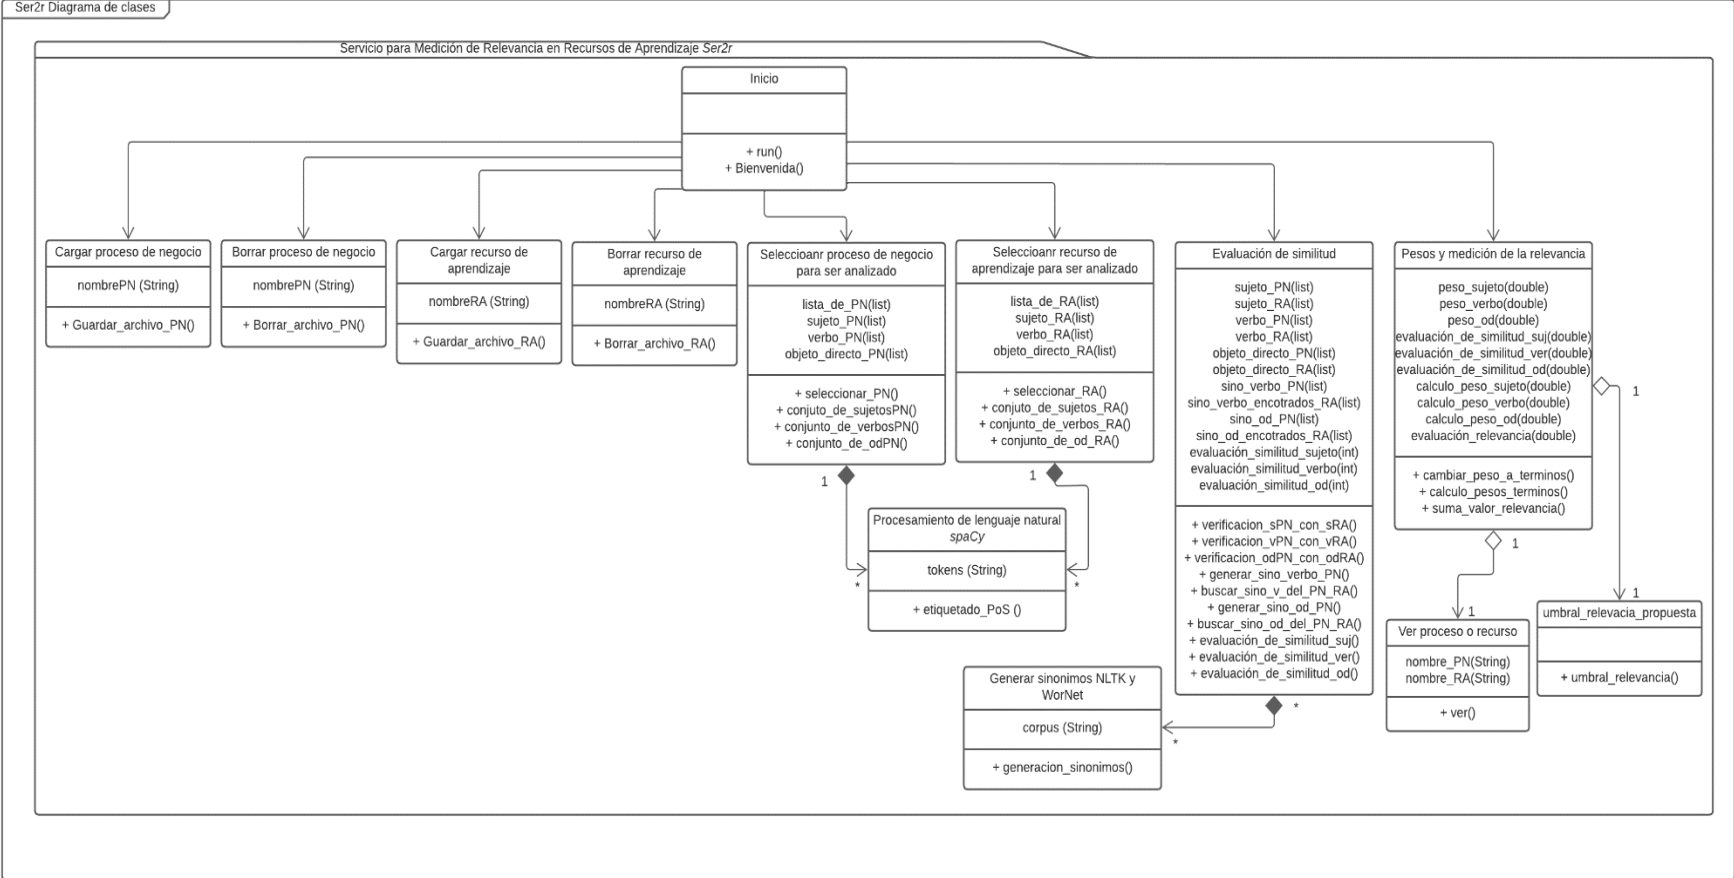 Ser2r Diagrama de clases
Servicio para Medición de Relevancia en Recursos de Aprendizaje Ser2r
Inicio
+ run()
+ Bienvenida()
Cargar proceso de negocio
nombrePN (String)
+ Guardar_archivo_PN()
Borrar proceso de negocio
nombrePN (String)
+ Borrar_archivo_PN()
Cargar recurso de
aprendizaje
nombreRA (String)
+ Guardar_archivo_RA()
Borrar recurso de
aprendizaje
nombreRA (String)
+ Borrar_archivo_RA()
Seleccioanr proceso de negocio
para ser analizado
lista_de_PN(list)
sujeto_PN(list)
verbo_PN(list)
objeto_directo_PN(list)
+ seleccionar_PN()
+ conjuto_de_sujetosPN()
+ conjunto_de_verbosPN()
+ conjunto_de_odPN()
1
*
Seleccioanr recurso de
aprendizaje para ser analizado
lista_de_RA(list)
sujeto_RA(list)
verbo_RA(list)
objeto_directo_RA(list)
+ seleccionar_RA()
+ conjuto_de_sujetos_RA()
+ conjunto_de_verbos_RA()
+ conjunto_de_od_RA()
1
*
Procesamiento de lenguaje natural
spaCy
tokens (String)
+ etiquetado_PoS ()
Evaluación de similitud
sujeto_PN(list)
sujeto_RA(list)
verbo_PN(list)
verbo_RA(list)
objeto_directo_PN(list)
objeto_directo_RA(list)
sino_verbo_PN(list)
sino_verbo_encotrados_RA(list)
sino_od_PN(list)
sino_od_encotrados_RA(list)
evaluación_similitud_sujeto(int)
evaluación_similitud_verbo(int)
evaluación_similitud_od(int)
+ verificacion_sPN_con_sRA()
+ verificacion_vPN_con_vRA()
+ verificacion_odPN_con_odRA()
+ generar_sino_verbo_PN()
+ buscar_sino_v_del_PN_RA()
+ generar_sino_od_PN()
+ buscar_sino_od_del_PN_RA()
+ evaluación_de_similitud_suj()
+ evaluación_de_similitud_ver()
+ evaluación_de_similitud_od()
*
*
Generar sinonimos NLTK y
WorNet
corpus (String)
+ generacion_sinonimos()
Pesos y medición de la relevancia
peso_sujeto(double)
peso_verbo(double)
peso_od(double)
evaluación_de_similitud_suj(double)
evaluación_de_similitud_ver(double)
evaluación_de_similitud_od(double)
calculo_peso_sujeto(double)
calculo_peso_verbo(double)
calculo_peso_od(double)
evaluación_relevancia(double)
+ cambiar_peso_a_terminos()
+ calculo_pesos_terminos()
+ suma_valor_relevancia()
1
1
1
1
Ver proceso o recurso
nombre_PN(String)
nombre_RA(String)
+ ver()
umbral_relevacia_propuesta
+ umbral_relevancia()